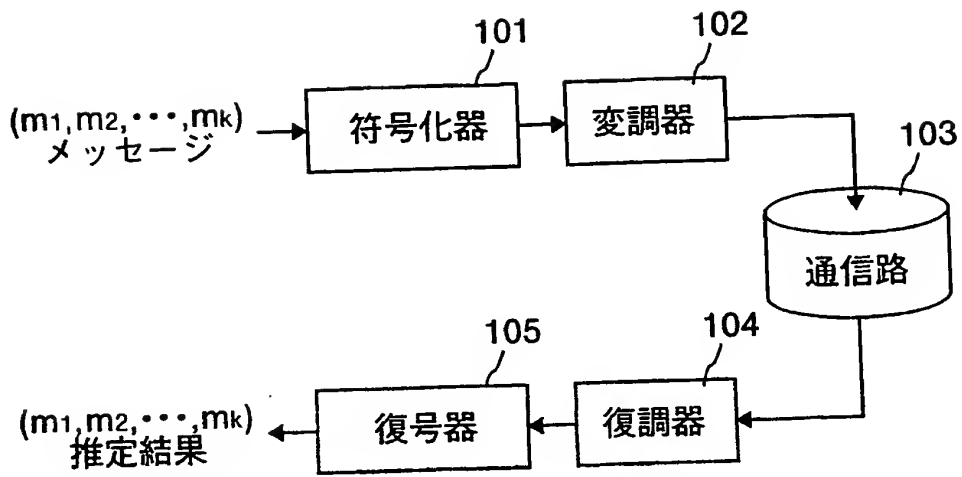 101
102
(m1,m2,･･･,mk)
メッセージ
符号化器
変調器
103
通信路
105
104
(m1,m2,･･･,mk)
推定結果
復号器
復調器